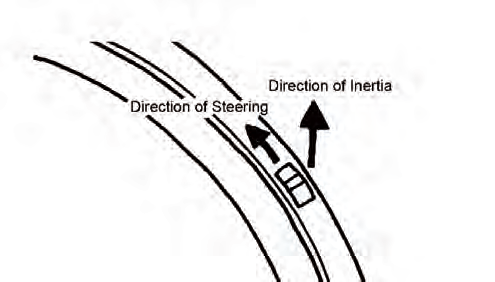 Direction of Inertia
Direction of Steering